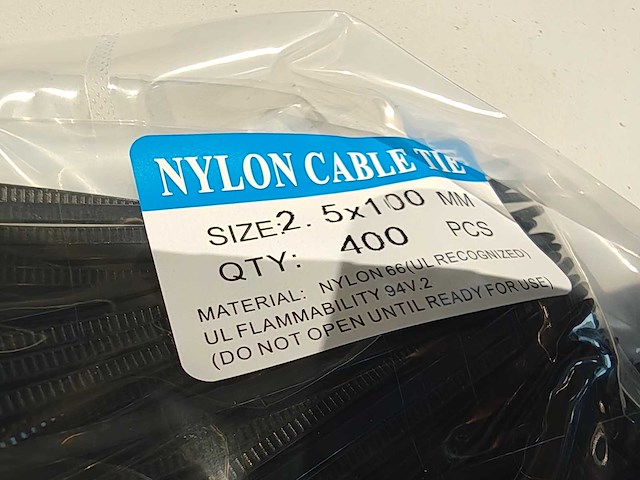 NYLON CABLE TIE
SIZE:2.5x100 MM
QTY: 400 PCS
MATERIAL: NYLON 66(UL RECOGNIZED)
UL FLAMMABILITY 94V.2
(DO NOT OPEN UNTIL READY FOR USE)